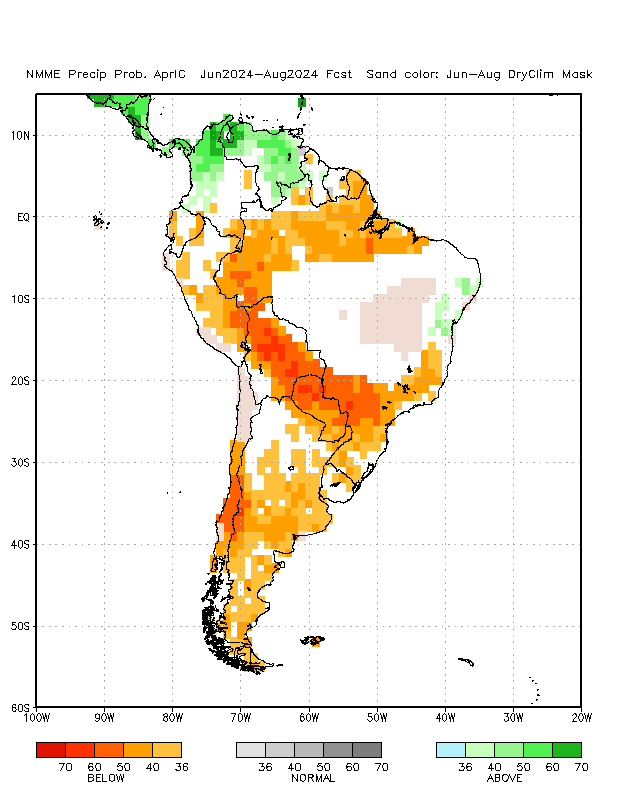 NMME Precip Prob. AprIC Jun2024-Aug2024 Fcst Sand color: Jun-Aug DryClim Mask
10N
EQ
10S
20S
30S
40S
50S
60S
100W 90W 80W 70W 60W 50W 40W 30W 20W
70 60 50 40 36 36 40 50 60 70 36 40 50 60 70
BELOW NORMAL ABOVE